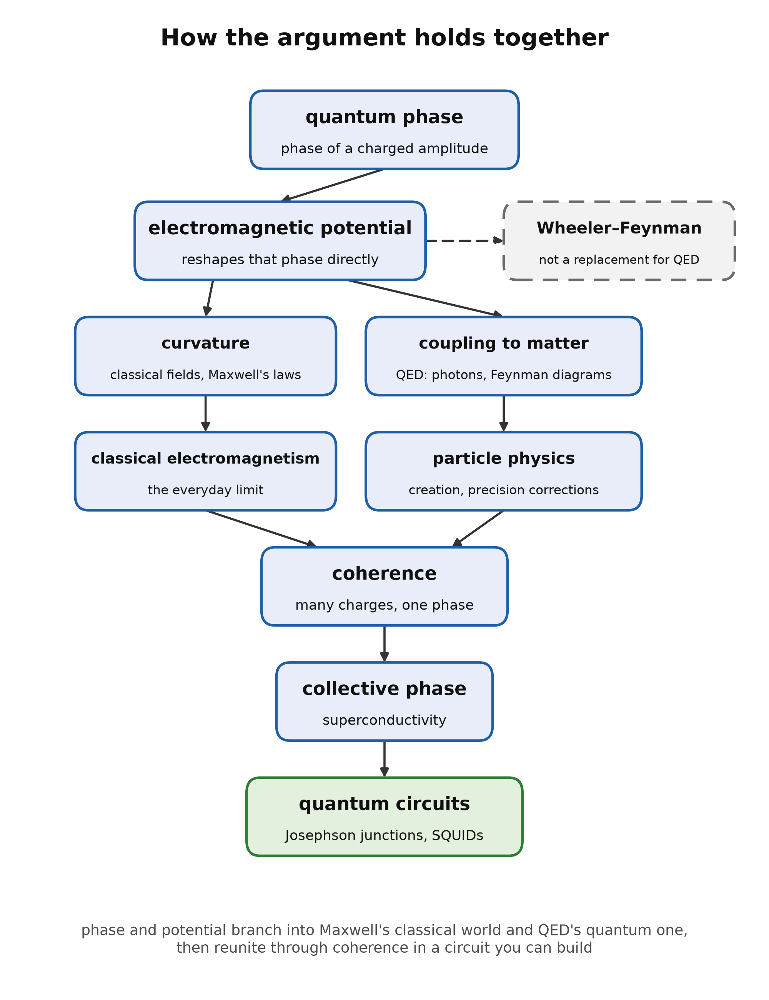 How the argument holds together
quantum phase
phase of a charged amplitude
electromagnetic potential
reshapes that phase directly
Wheeler–Feynman
not a replacement for QED
curvature
classical fields, Maxwell's laws
coupling to matter
QED: photons, Feynman diagrams
classical electromagnetism
the everyday limit
particle physics
creation, precision corrections
coherence
many charges, one phase
collective phase
superconductivity
quantum circuits
Josephson junctions, SQUIDs
phase and potential branch into Maxwell's classical world and QED's quantum one,
then reunite through coherence in a circuit you can build